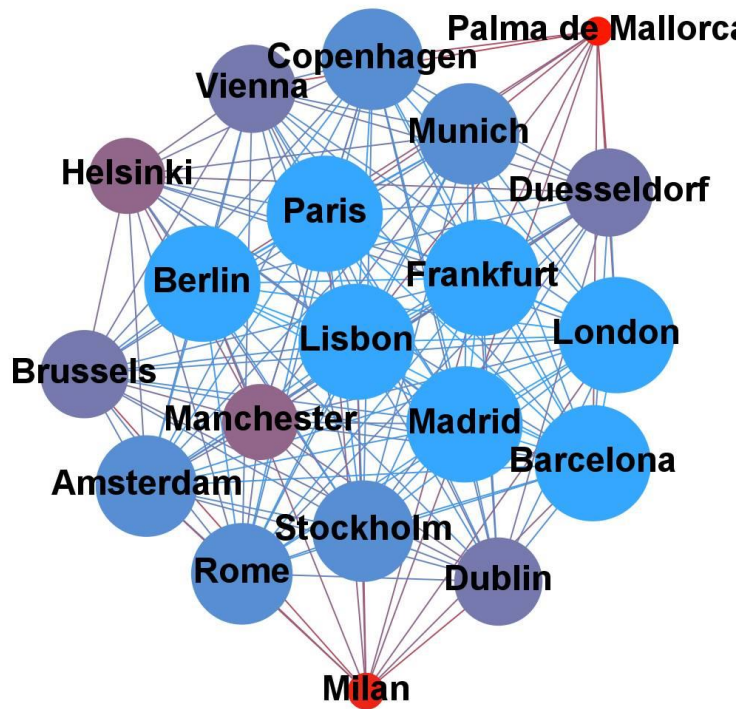 Palma de Mallorca
Copenhagen
Vienna
Munich
Helsinki
Duesseldorf
Paris
Berlin
Frankfurt
Lisbon
London
Brussels
Manchester
Madrid
Barcelona
Amsterdam
Stockholm
Rome
Dublin
Milan